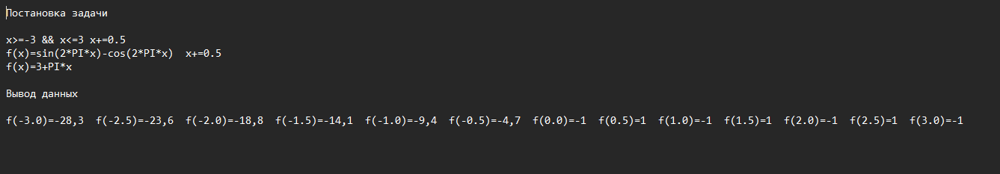 Постановка задачи
x>=-3 && x<=3 x+=0.5
f(x)=sin(2*PI*x)-cos(2*PI*x)  x+=0.5
f(x)=3+PI*x
Вывод данных
f(-3.0)=-28,3  f(-2.5)=-23,6  f(-2.0)=-18,8  f(-1.5)=-14,1  f(-1.0)=-9,4  f(-0.5)=-4,7  f(0.0)=-1  f(0.5)=1  f(1.0)=-1  f(1.5)=1  f(2.0)=-1  f(2.5)=1  f(3.0)=-1